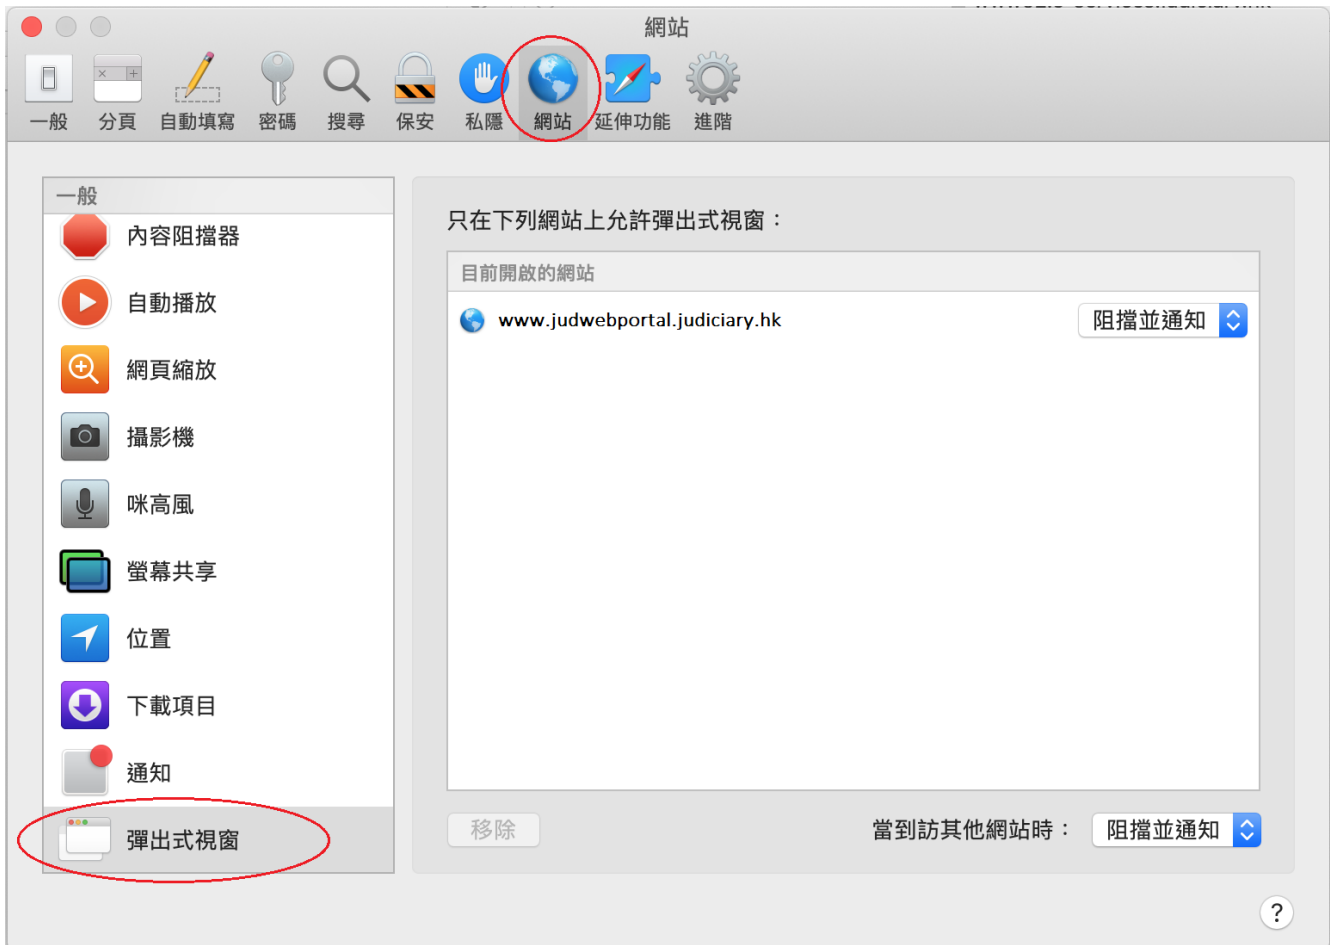 網站
一般 分頁 自動填寫 密碼 搜尋 保安 私隱 網站 延伸功能 進階
一般
內容阻擋器
自動播放
網頁縮放
攝影機
咪高風
螢幕共享
位置
下載項目
通知
彈出式視窗
只在下列網站上允許彈出式視窗：
目前開啟的網站
www.judwebportal.judiciary.hk 阻擋並通知
移除 當到訪其他網站時： 阻擋並通知
?